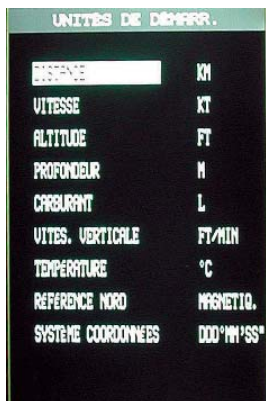 UNITÉS DE DÉMARR.
DISTANCE KM
VITESSE KT
ALTITUDE FT
PROFONDEUR M
CARBURANT L
VITES. VERTICALE FT/MIN
TEMPÉRATURE °C
RÉFÉRENCE NORD MAGNETIQ.
SYSTÈME COORDONNÉES DDD°MM'SS"